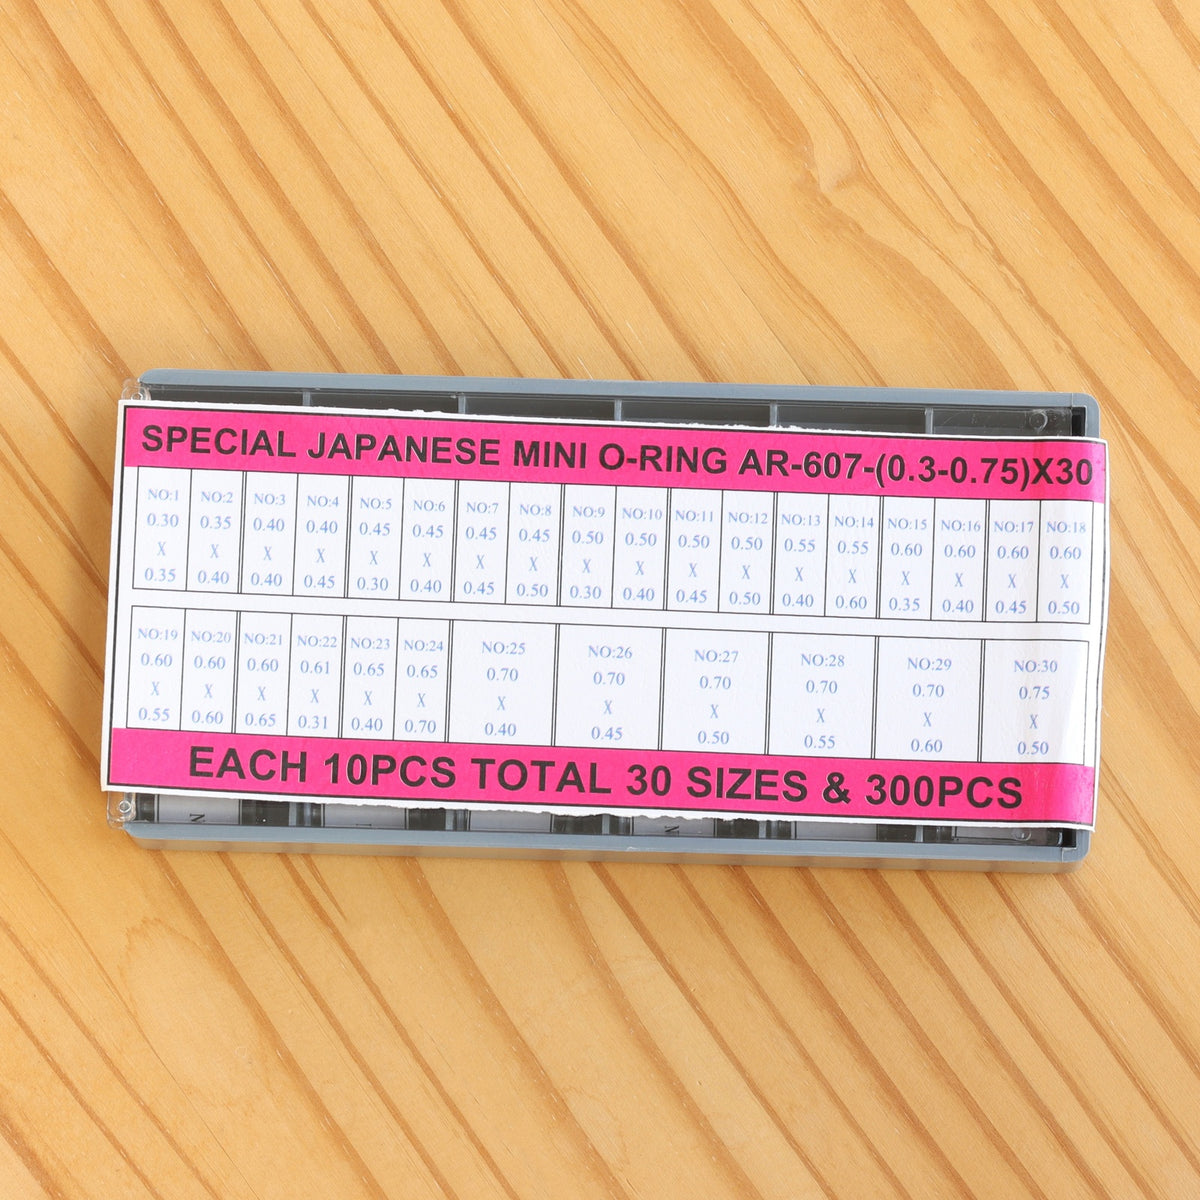 SPECIAL JAPANESE MINI O-RING AR-607-(0.3-0.75)X30
NO:1 NO:2 NO:3 NO:4 NO:5 NO:6 NO:7 NO:8 NO:9 NO:10 NO:11 NO:12 NO:13 NO:14 NO:15 NO:16 NO:17 NO:18
0.30 0.35 0.40 0.40 0.45 0.45 0.45 0.45 0.50 0.50 0.50 0.50 0.55 0.55 0.60 0.60 0.60 0.60
X X X X X X X X X X X X X X X X X X
0.35 0.40 0.40 0.45 0.30 0.40 0.45 0.50 0.30 0.40 0.45 0.50 0.40 0.60 0.35 0.40 0.45 0.50
NO:19 NO:20 NO:21 NO:22 NO:23 NO:24 NO:25 NO:26 NO:27 NO:28 NO:29 NO:30
0.60 0.60 0.60 0.61 0.65 0.65 0.70 0.70 0.70 0.70 0.70 0.75
X X X X X X X X X X X X
0.55 0.60 0.65 0.31 0.40 0.70 0.40 0.45 0.50 0.55 0.60 0.50
EACH 10PCS TOTAL 30 SIZES & 300PCS